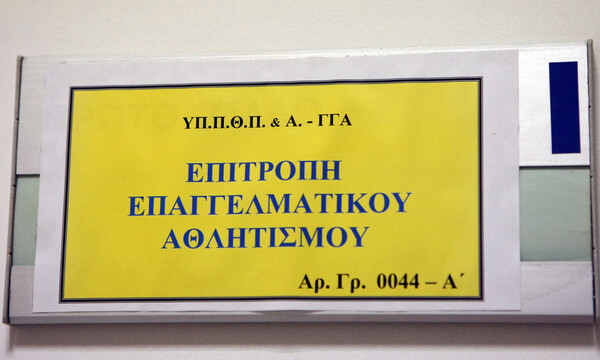 ΥΠ.Π.Θ.Π. & Α. - ΓΓΑ
ΕΠΙΤΡΟΠΗ
ΕΠΑΓΓΕΛΜΑΤΙΚΟΥ
ΑΘΛΗΤΙΣΜΟΥ
Αρ. Γρ. 0044 – Α΄